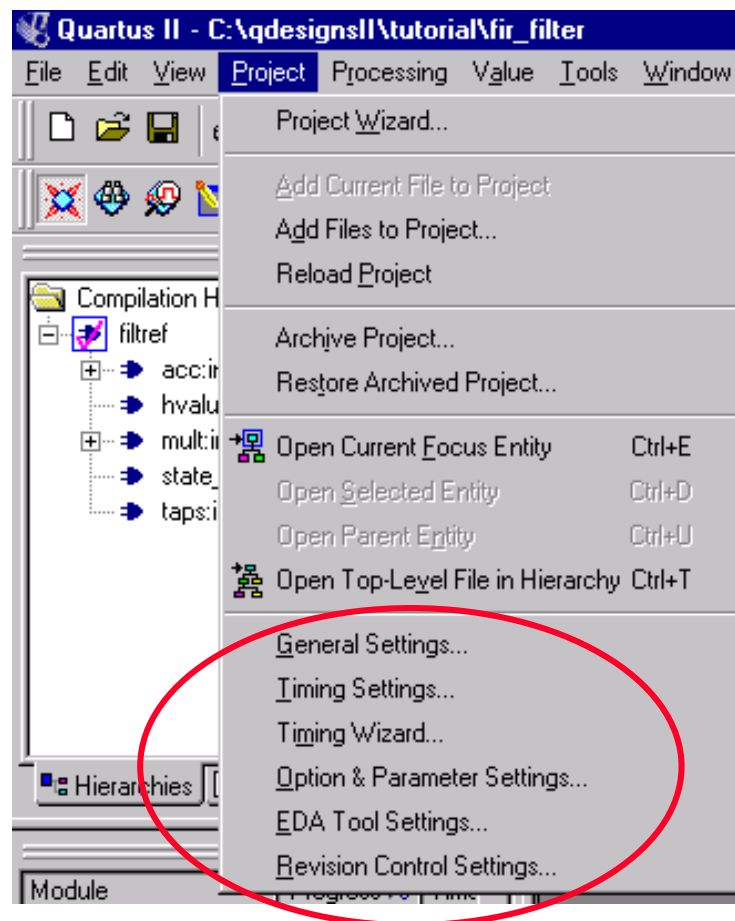 Quartus II - C:\qdesignsII\tutorial\fir_filter
File Edit View Project Processing Value Tools Window
Project Wizard...
Add Current File to Project
Add Files to Project...
Reload Project
Archive Project...
Restore Archived Project...
Open Current Focus Entity Ctrl+E
Open Selected Entity Ctrl+D
Open Parent Entity Ctrl+U
Open Top-Level File in Hierarchy Ctrl+T
General Settings...
Timing Settings...
Timing Wizard...
Option & Parameter Settings...
EDA Tool Settings...
Revision Control Settings...
Compilation H
filtref
acc:in
hvalu
mult:i
state_
taps:i
Hierarchies
Module